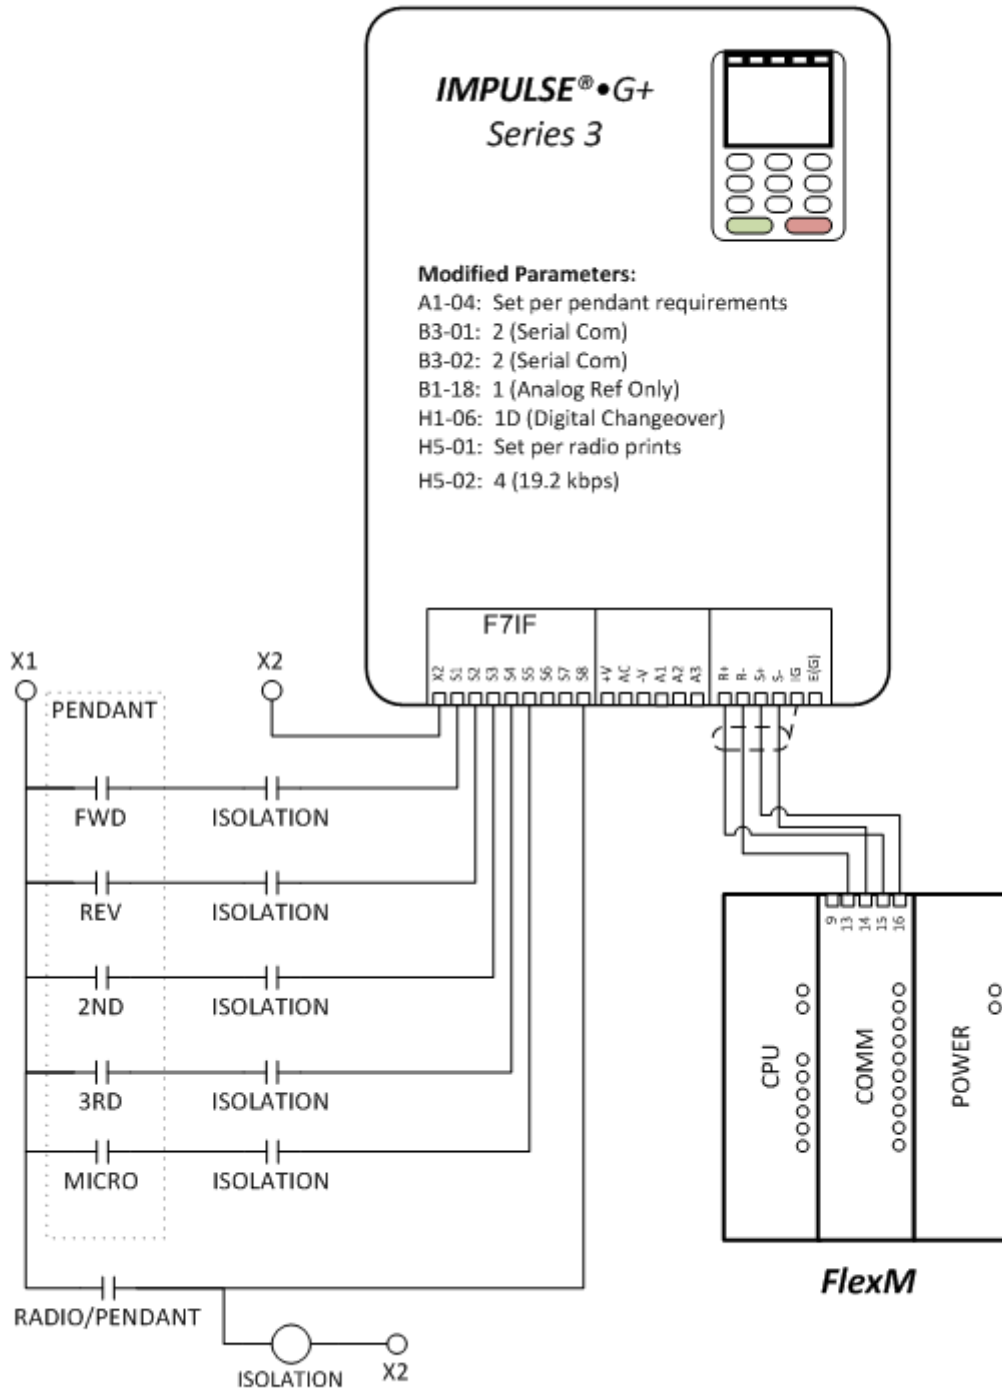 IMPULSE®•G+
Series 3
Modified Parameters:
A1-04: Set per pendant requirements
B3-01: 2 (Serial Com)
B3-02: 2 (Serial Com)
B1-18: 1 (Analog Ref Only)
H1-06: 1D (Digital Changeover)
H5-01: Set per radio prints
H5-02: 4 (19.2 kbps)
F7IF
X2 S1 S2 S3 S4 S5 S6 S7 S8 +V AC -V A1 A2 A3 R+ R- S+ S- IG E(G)
X1
X2
PENDANT
FWD
ISOLATION
REV
ISOLATION
2ND
ISOLATION
3RD
ISOLATION
MICRO
ISOLATION
RADIO/PENDANT
ISOLATION
X2
9 13 14 15 16
CPU
COMM
POWER
FlexM